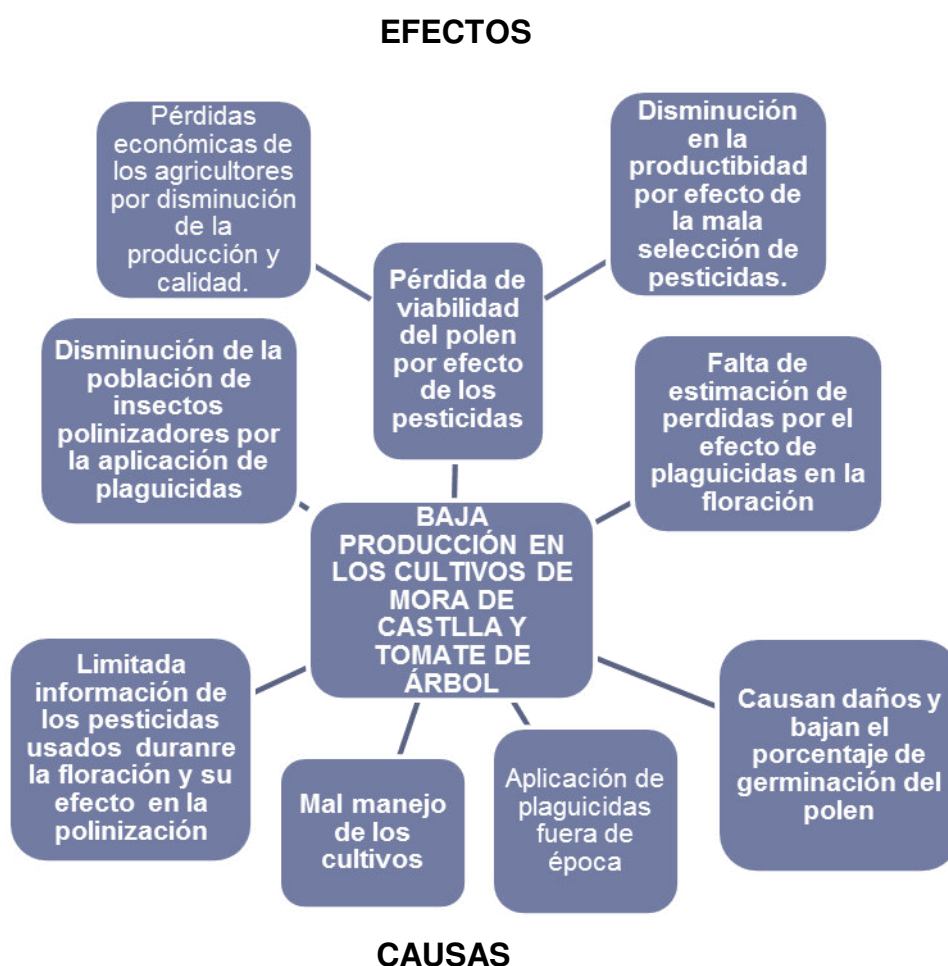 EFECTOS
Pérdidas
económicas de
los agricultores
por disminución
de la
producción y
calidad.
Disminución
en la
productibidad
por efecto de
la mala
selección de
pesticidas.
Pérdida de
viabilidad
del polen
por efecto
de los
pesticidas
Disminución de la
población de
insectos
polinizadores por
la aplicación de
plaguicidas
Falta de
estimación de
perdidas por el
efecto de
plaguicidas en la
floración
BAJA
PRODUCCIÓN EN
LOS CULTIVOS DE
MORA DE
CASTLLA Y
TOMATE DE
ÁRBOL
Limitada
información de
los pesticidas
usados duranre
la floración y su
efecto en la
polinización
Mal manejo
de los
cultivos
Aplicación de
plaguicidas
fuera de
época
Causan daños y
bajan el
porcentaje de
germinación del
polen
CAUSAS